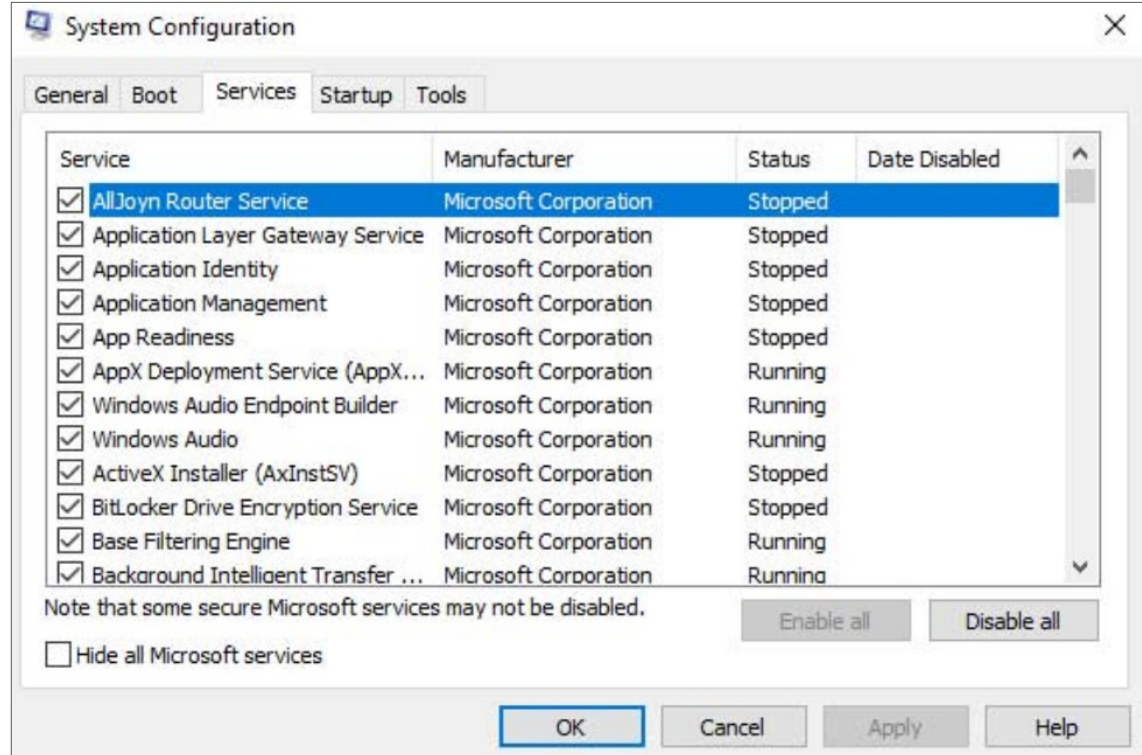 System Configuration
General Boot Services Startup Tools
Service Manufacturer Status Date Disabled
AllJoyn Router Service Microsoft Corporation Stopped
Application Layer Gateway Service Microsoft Corporation Stopped
Application Identity Microsoft Corporation Stopped
Application Management Microsoft Corporation Stopped
App Readiness Microsoft Corporation Stopped
AppX Deployment Service (AppX... Microsoft Corporation Running
Windows Audio Endpoint Builder Microsoft Corporation Running
Windows Audio Microsoft Corporation Running
ActiveX Installer (AxInstSV) Microsoft Corporation Stopped
BitLocker Drive Encryption Service Microsoft Corporation Stopped
Base Filtering Engine Microsoft Corporation Running
Background Intelligent Transfer ... Microsoft Corporation Running
Note that some secure Microsoft services may not be disabled.
Enable all Disable all
Hide all Microsoft services
OK Cancel Apply Help